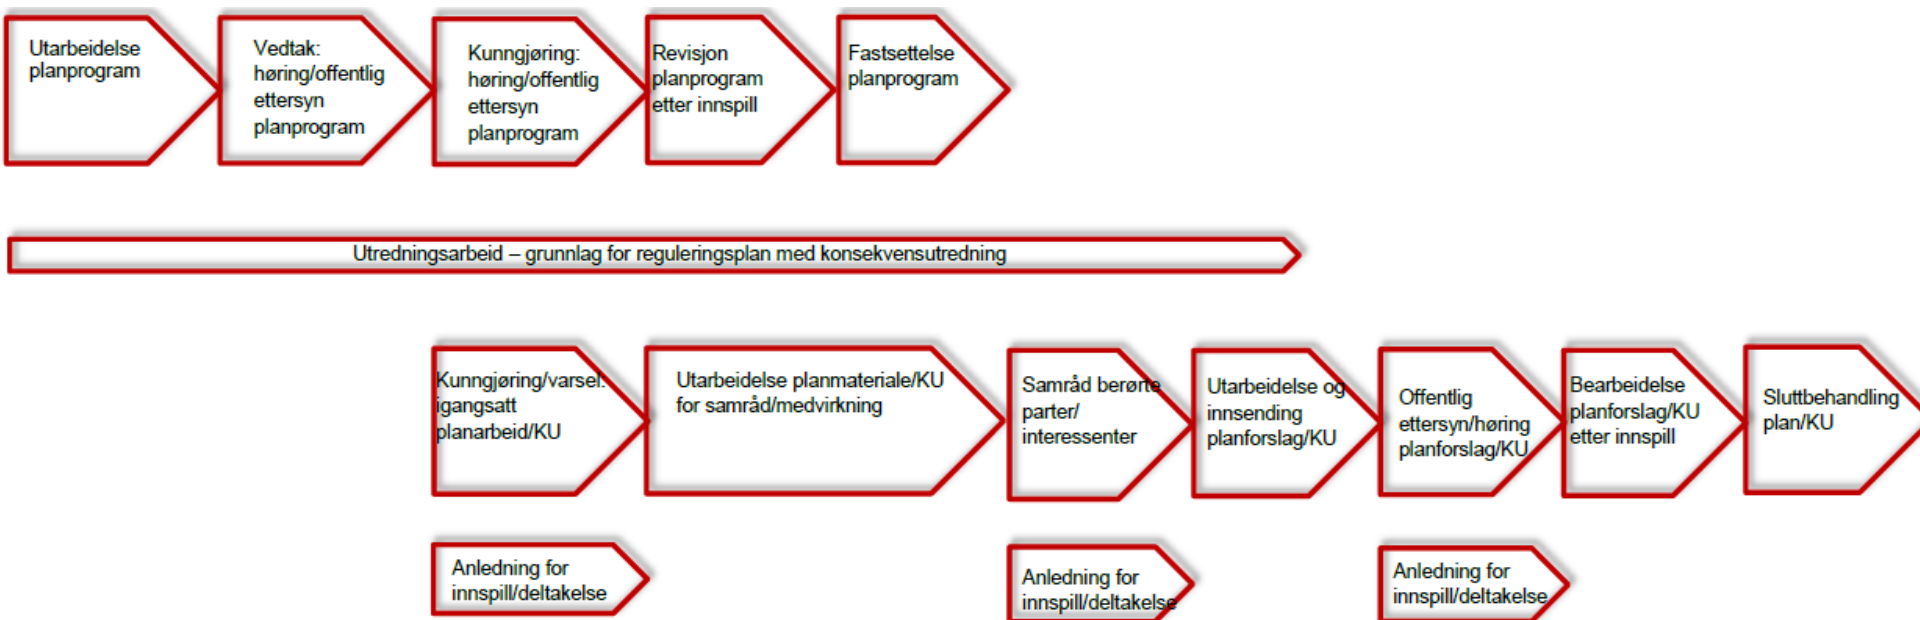 Utarbeidelse
planprogram
Vedtak:
høring/offentlig
ettersyn
planprogram
Kunngjøring:
høring/offentlig
ettersyn
planprogram
Revisjon
planprogram
etter innspill
Fastsettelse
planprogram
Utredningsarbeid – grunnlag for reguleringsplan med konsekvensutredning
Kunngjøring/varsel:
igangsatt
planarbeid/KU
Utarbeidelse planmateriale/KU
for samråd/medvirkning
Samråd berørte
parter/
interessenter
Utarbeidelse og
innsending
planforslag/KU
Offentlig
ettersyn/høring
planforslag/KU
Bearbeidelse
planforslag/KU
etter innspill
Sluttbehandling
plan/KU
Anledning for
innspill/deltakelse
Anledning for
innspill/deltakelse
Anledning for
innspill/deltakelse